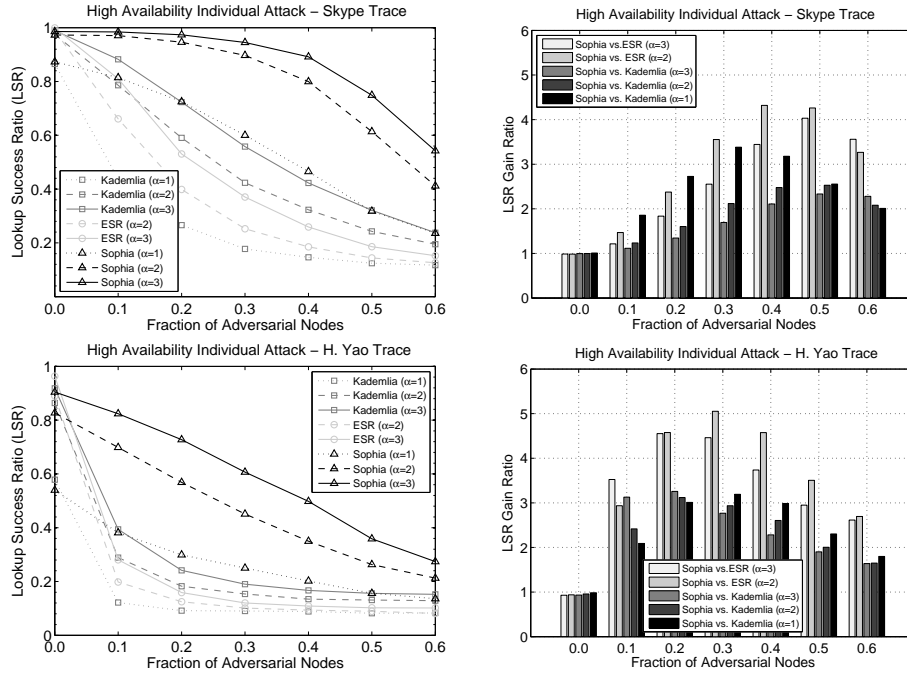 High Availability Individual Attack – Skype Trace
Lookup Success Ratio (LSR)
1
0.8
0.6
0.4
0.2
Kademlia (α=1)
Kademlia (α=2)
Kademlia (α=3)
ESR (α=2)
ESR (α=3)
Sophia (α=1)
Sophia (α=2)
Sophia (α=3)
0.0 0.1 0.2 0.3 0.4 0.5 0.6
Fraction of Adversarial Nodes
High Availability Individual Attack – Skype Trace
LSR Gain Ratio
6
5
4
3
2
1
0
Sophia vs.ESR (α=3)
Sophia vs. ESR (α=2)
Sophia vs. Kademlia (α=3)
Sophia vs. Kademlia (α=2)
Sophia vs. Kademlia (α=1)
0.0 0.1 0.2 0.3 0.4 0.5 0.6
Fraction of Adversarial Nodes
High Availability Individual Attack – H. Yao Trace
Lookup Success Ratio (LSR)
1
0.8
0.6
0.4
0.2
0
Kademlia (α=1)
Kademlia (α=2)
Kademlia (α=3)
ESR (α=2)
ESR (α=3)
Sophia (α=1)
Sophia (α=2)
Sophia (α=3)
0.0 0.1 0.2 0.3 0.4 0.5 0.6
Fraction of Adversarial Nodes
High Availability Individual Attack – H. Yao Trace
LSR Gain Ratio
6
5
4
3
2
1
0
Sophia vs.ESR (α=3)
Sophia vs. ESR (α=2)
Sophia vs. Kademlia (α=3)
Sophia vs. Kademlia (α=2)
Sophia vs. Kademlia (α=1)
0.0 0.1 0.2 0.3 0.4 0.5 0.6
Fraction of Adversarial Nodes